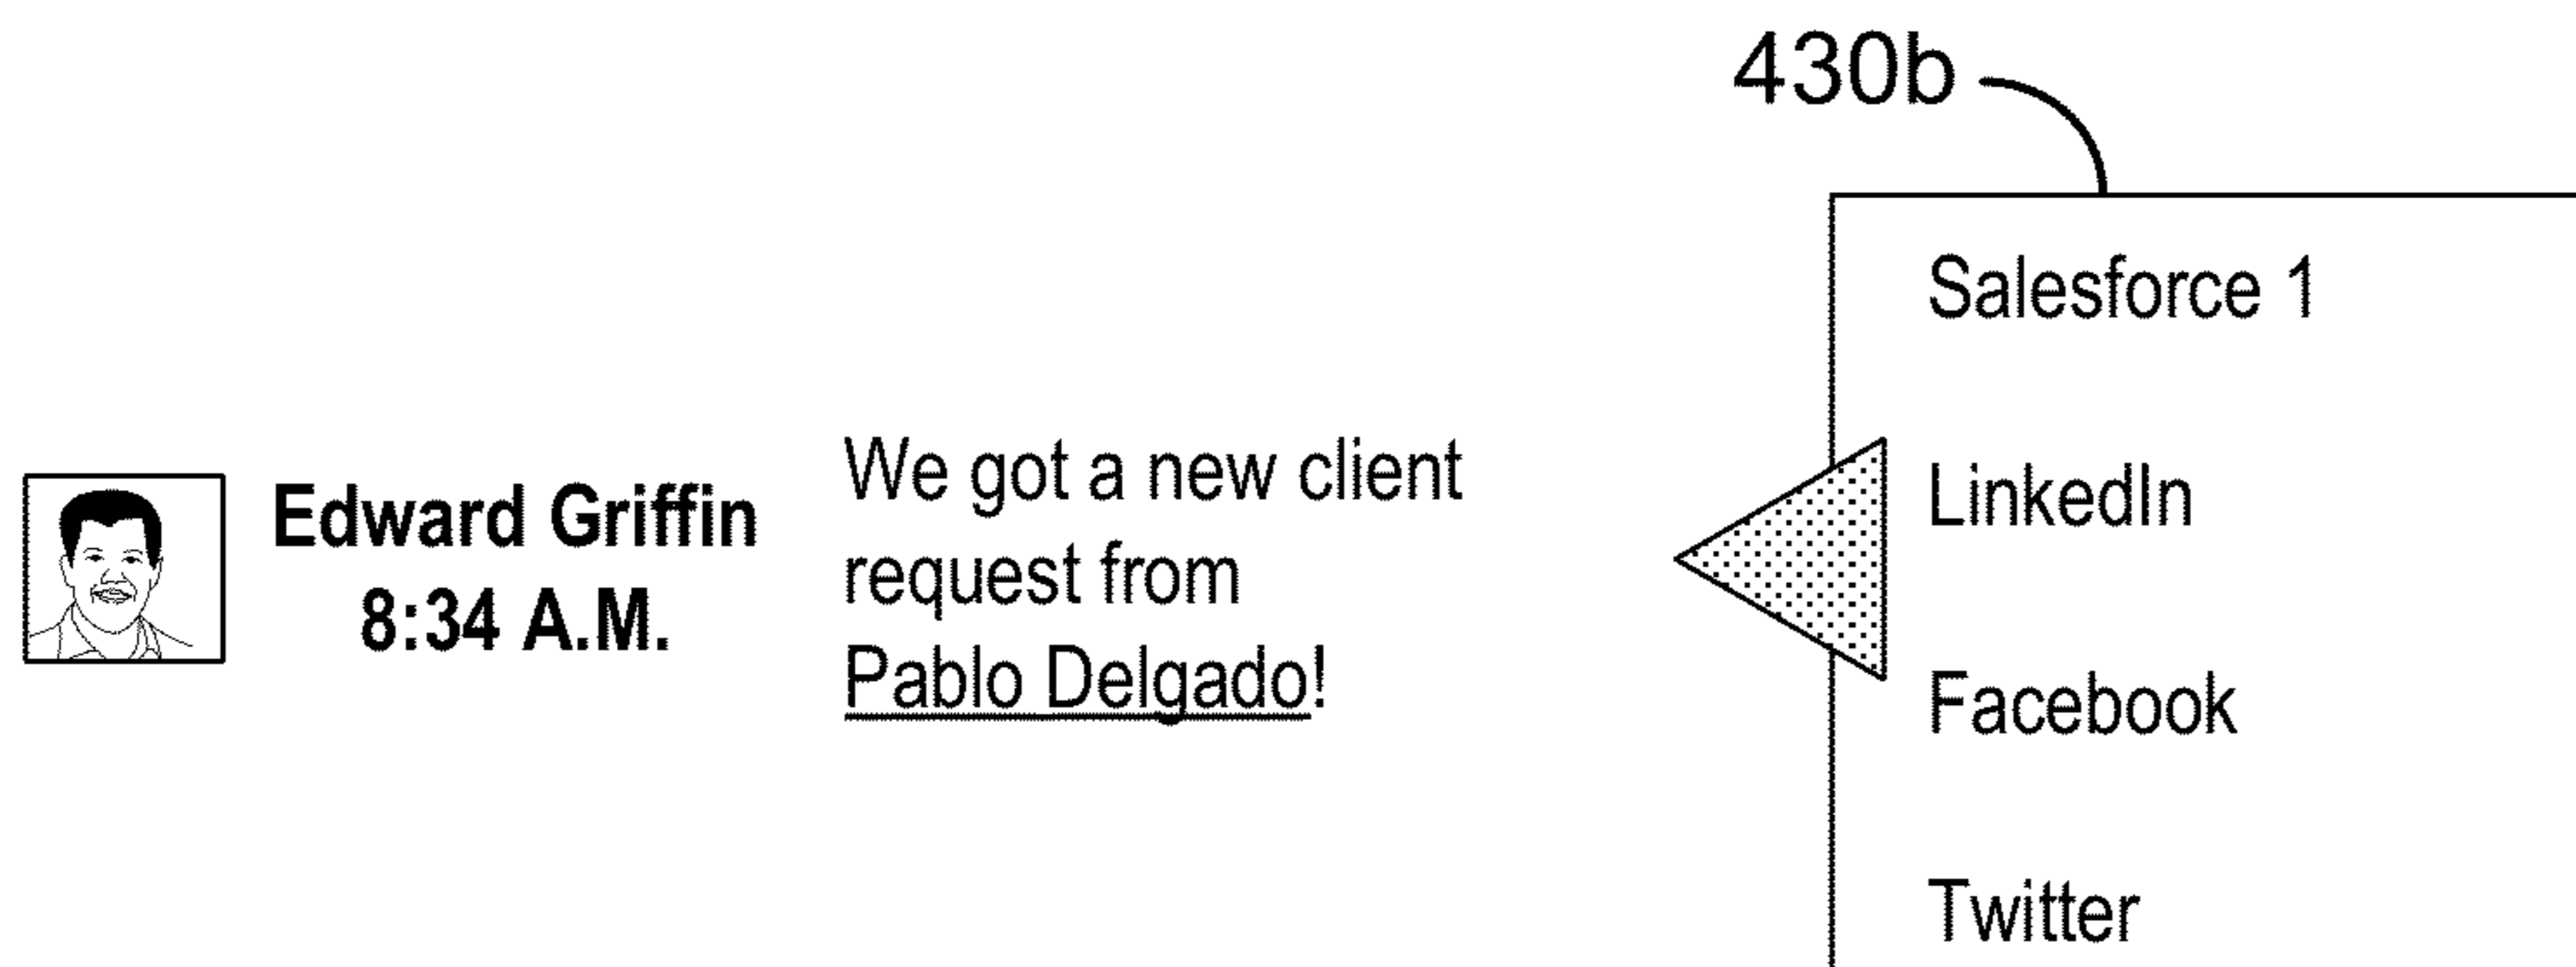 430b
Salesforce 1
Edward Griffin
8:34 A.M.
We got a new client
request from
Pablo Delgado!
LinkedIn
Facebook
Twitter